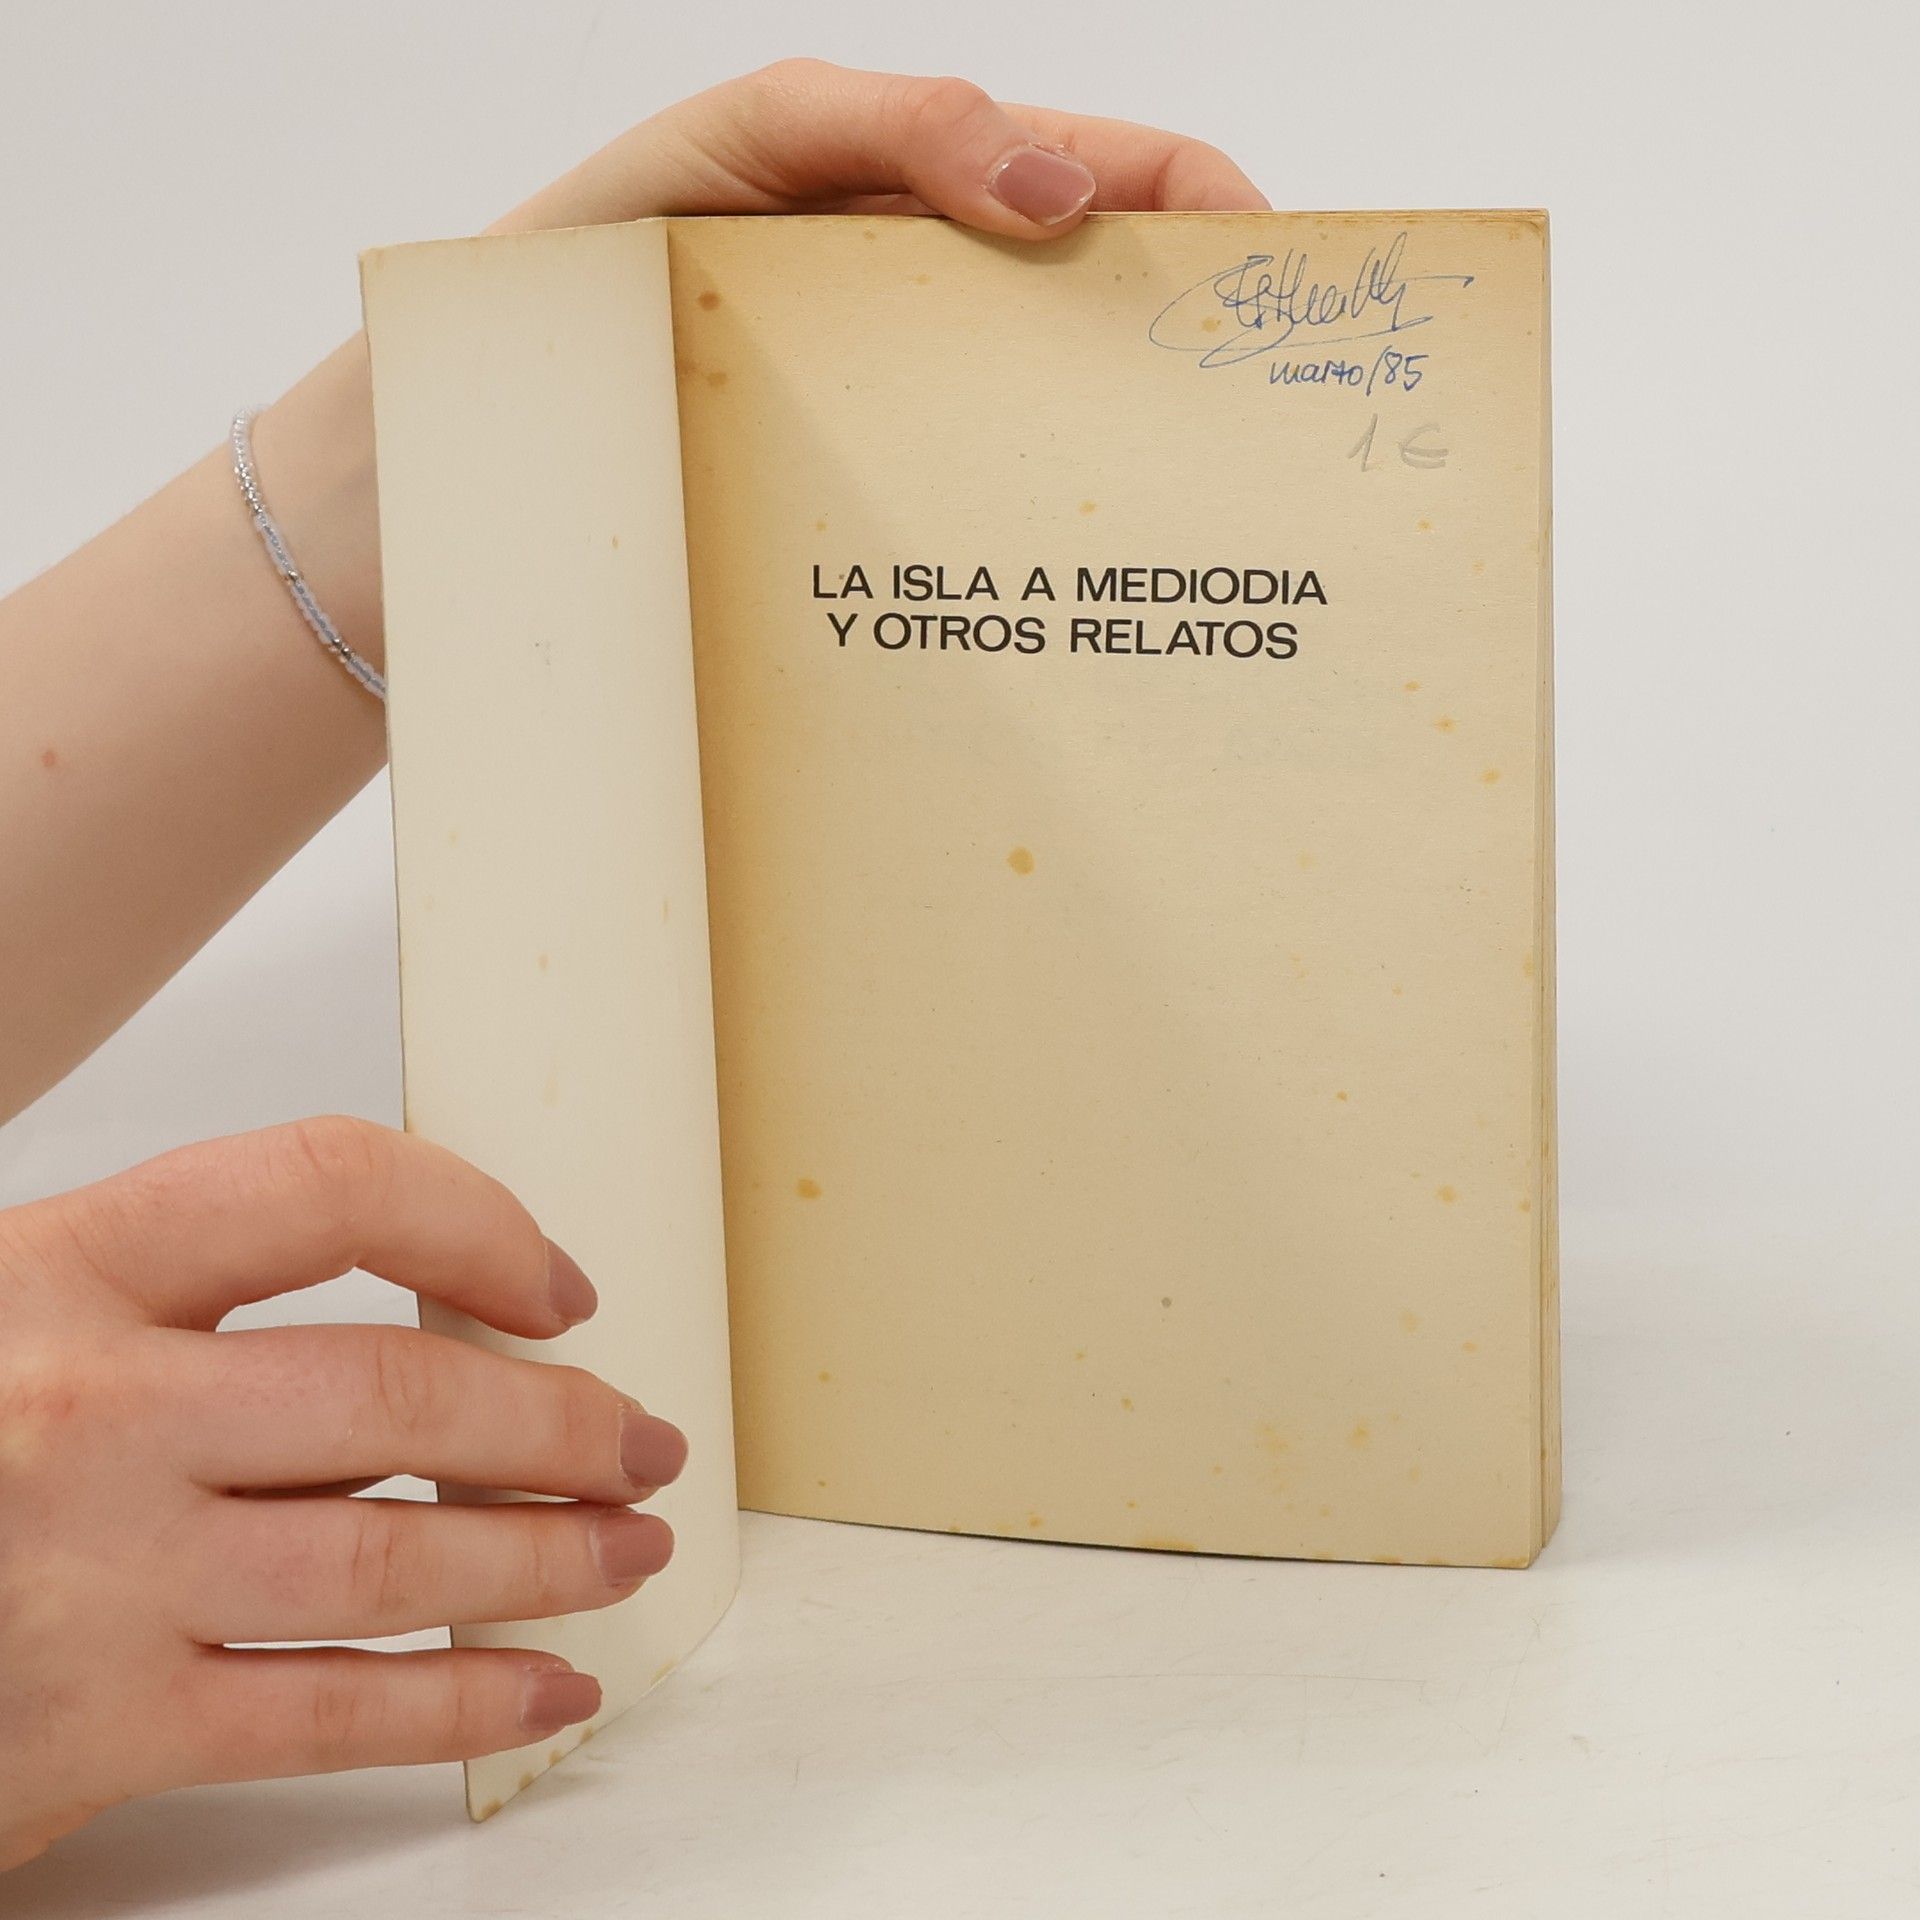 marzo/85
1 €
LA ISLA A MEDIODIA
Y OTROS RELATOS